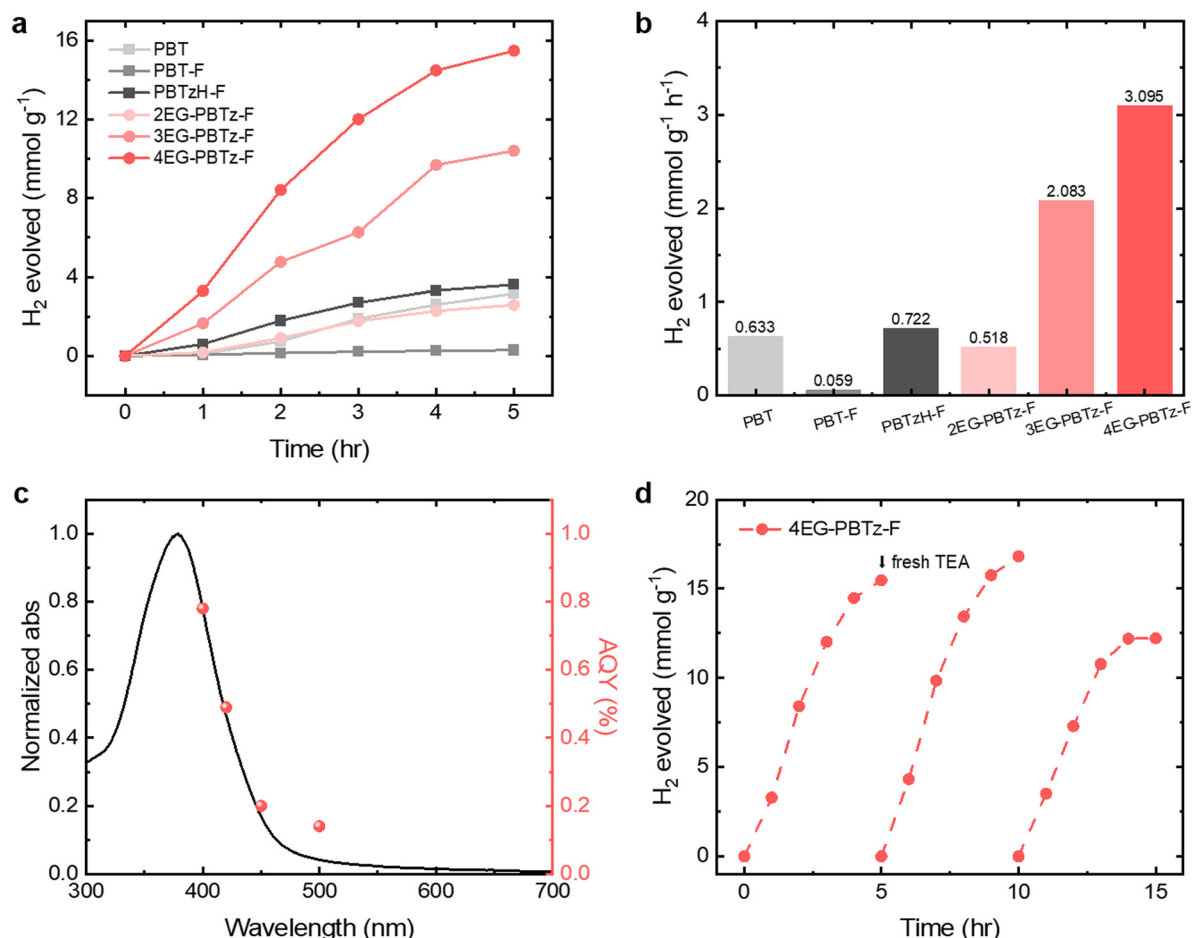 a
H2 evolved (mmol g-1)
16
12
8
4
0
PBT
PBT-F
PBTzH-F
2EG-PBTz-F
3EG-PBTz-F
4EG-PBTz-F
0 1 2 3 4 5
Time (hr)
b
H2 evolved (mmol g-1 h-1)
4
3
2
1
0
0.633
0.059
0.722
0.518
2.083
3.095
PBT PBT-F PBTzH-F 2EG-PBTz-F 3EG-PBTz-F 4EG-PBTz-F
c
Normalized abs
1.0
0.8
0.6
0.4
0.2
0.0
1.0
0.8
0.6
0.4
0.2
0.0
AQY (%)
300 400 500 600 700
Wavelength (nm)
d
H2 evolved (mmol g-1)
20
15
10
5
0
4EG-PBTz-F
fresh TEA
0 5 10 15
Time (hr)